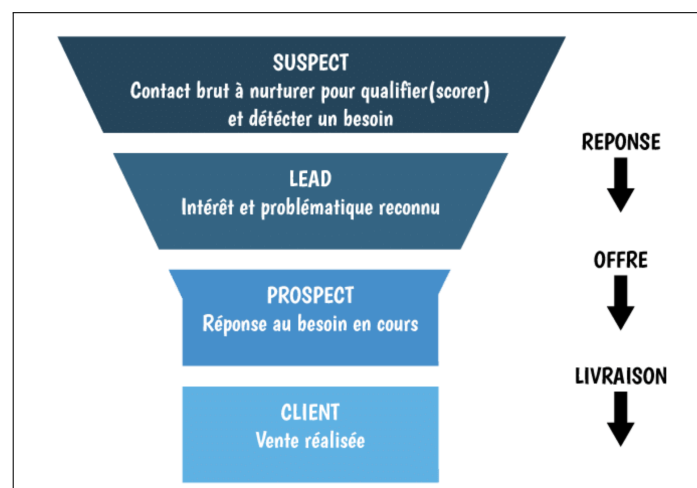 SUSPECT
Contact brut à nurturer pour qualifier(scorer)
et détécter un besoin
REPONSE
LEAD
Intérêt et problématique reconnu
OFFRE
PROSPECT
Réponse au besoin en cours
LIVRAISON
CLIENT
Vente réalisée